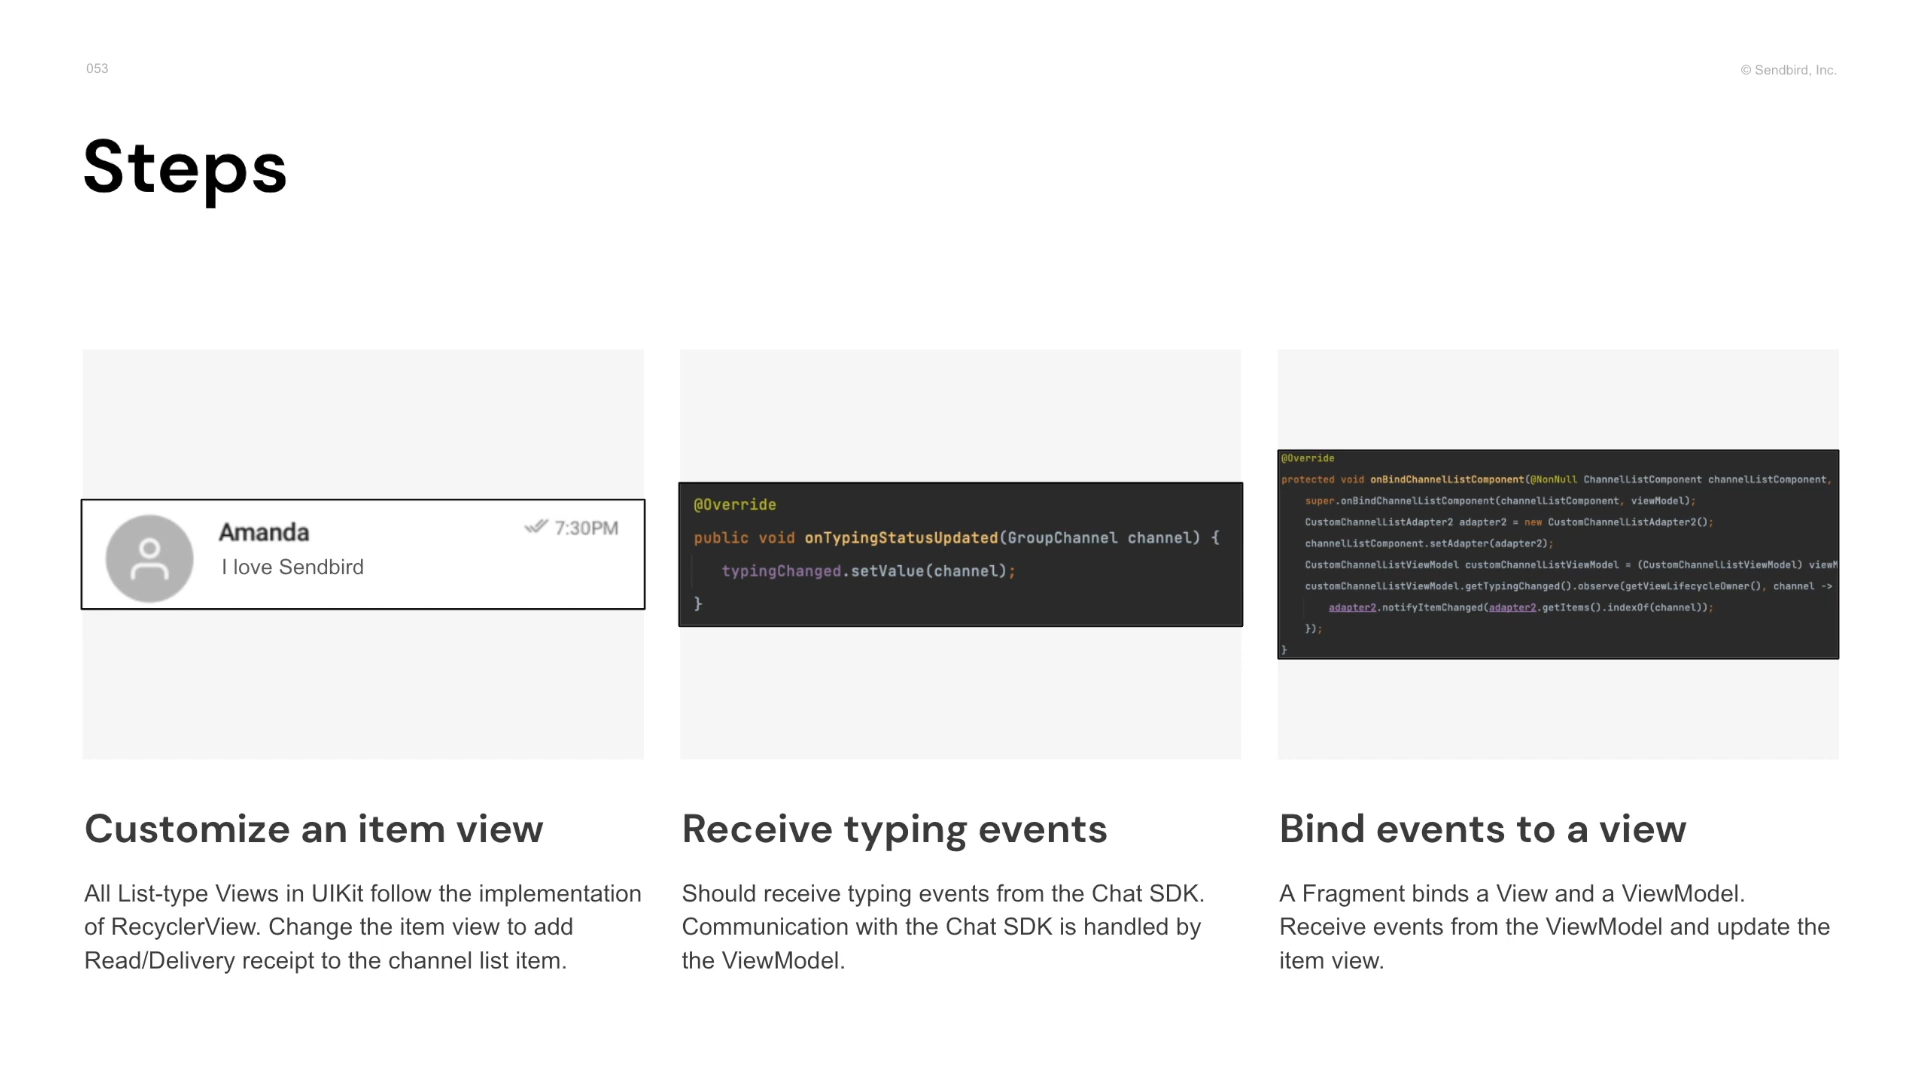 053
© Sendbird, Inc.
Steps
Amanda
7:30PM
I love Sendbird
@Override
public void onTypingStatusUpdated(GroupChannel channel) {
typingChanged.setValue(channel);
}
@Override
protected void onBindChannelListComponent(@NonNull ChannelListComponent channelListComponent,
super.onBindChannelListComponent(channelListComponent, viewModel);
CustomChannelListAdapter2 adapter2 = new CustomChannelListAdapter2();
channelListComponent.setAdapter(adapter2);
CustomChannelListViewModel customChannelListViewModel = (CustomChannelListViewModel)
customChannelListViewModel.getTypingChanged().observe(getViewLifecycleOwner(), channel ->
adapter2.notifyItemChanged(adapter2.getItems().indexOf(channel));
});
}
Customize an item view
All List-type Views in UIKit follow the implementation
of RecyclerView. Change the item view to add
Read/Delivery receipt to the channel list item.
Receive typing events
Should receive typing events from the Chat SDK.
Communication with the Chat SDK is handled by
the ViewModel.
Bind events to a view
A Fragment binds a View and a ViewModel.
Receive events from the ViewModel and update the
item view.